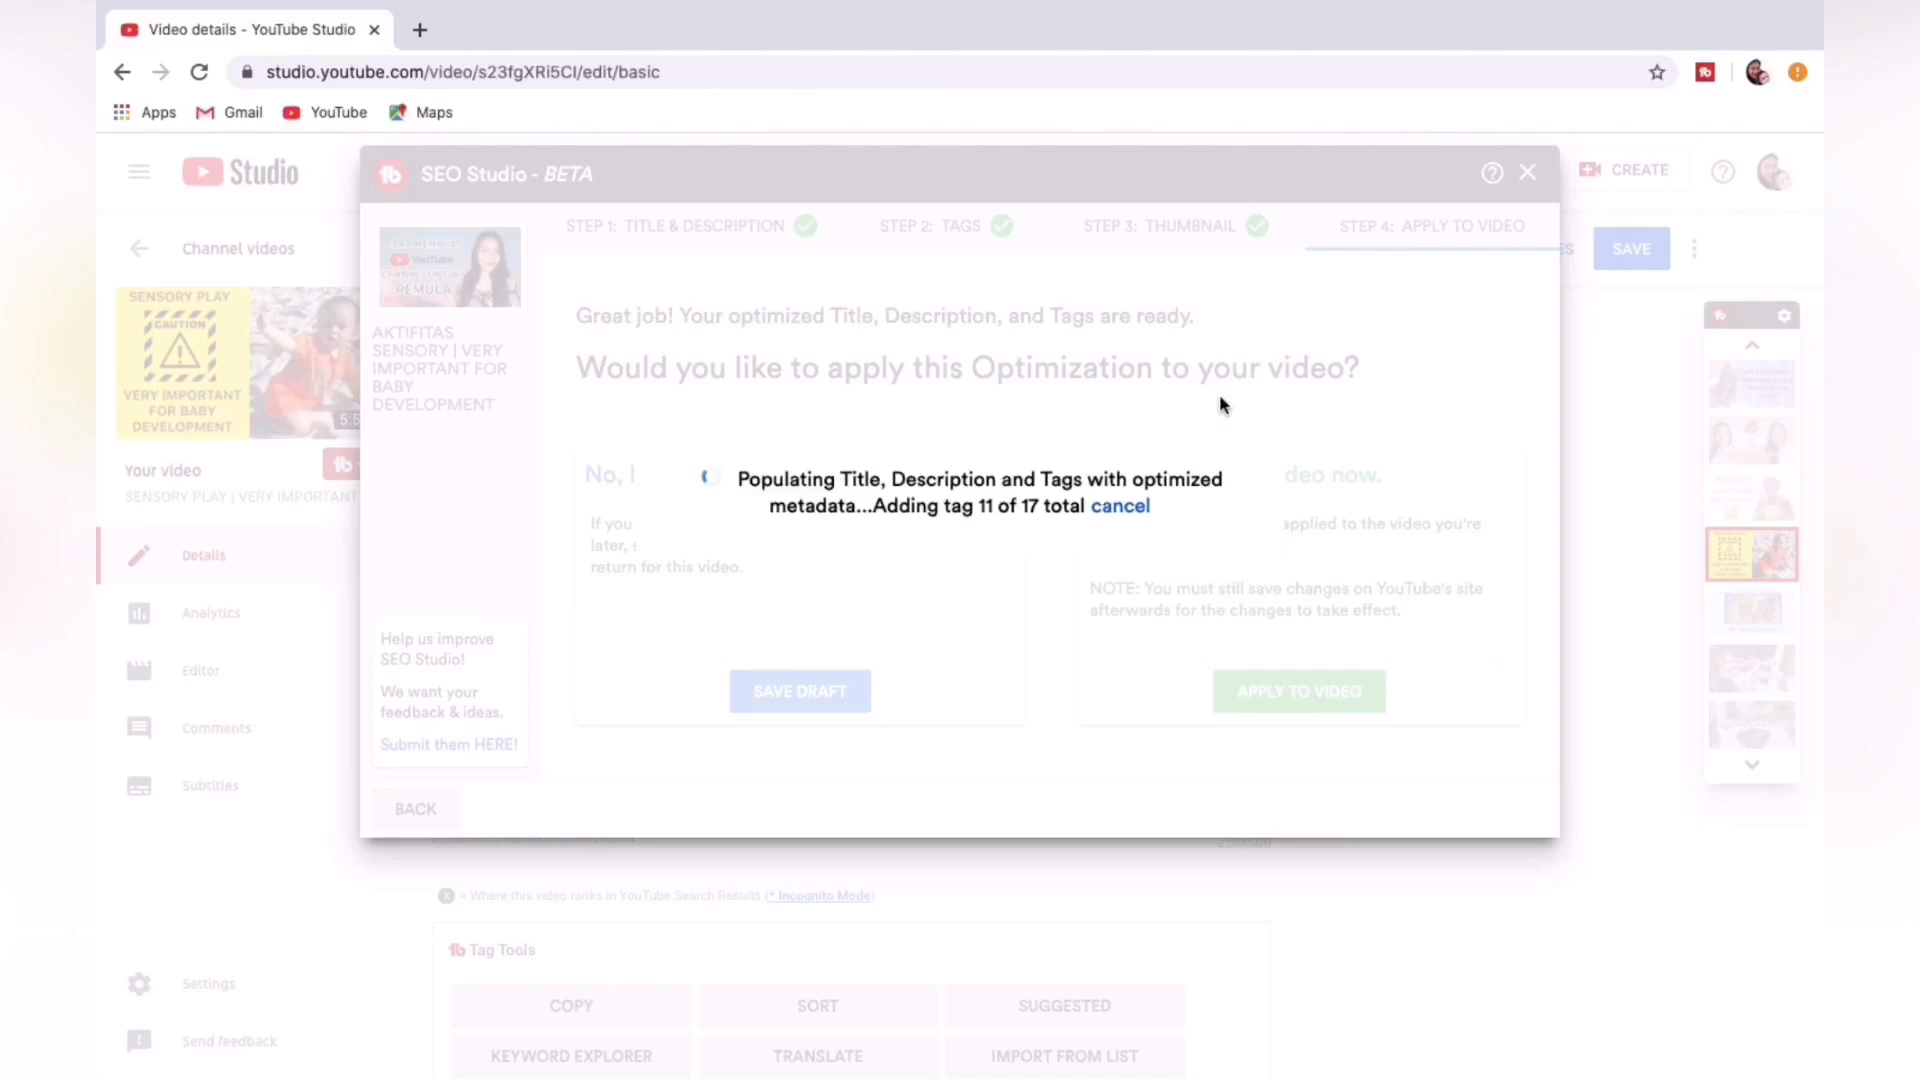 Video details - YouTube Studio
studio.youtube.com/video/s23fgXRi5CI/edit/basic
Apps
Gmail
YouTube
Maps
Studio
SEO Studio - BETA
CREATE
STEP 1: TITLE & DESCRIPTION
STEP 2: TAGS
STEP 3: THUMBNAIL
STEP 4: APPLY TO VIDEO
Channel videos
SAVE
CARA MEMBUAT
YouTube
CHANNEL UNTUK
PEMULA
SENSORY PLAY
CAUTION
VERY IMPORTANT
FOR BABY
DEVELOPMENT
5:5
AKTIFITAS
SENSORY | VERY
IMPORTANT FOR
BABY
DEVELOPMENT
Great job! Your optimized Title, Description, and Tags are ready.
Would you like to apply this Optimization to your video?
Your video
SENSORY PLAY | VERY IMPORTANT
No, I
deo now.
Populating Title, Description and Tags with optimized
metadata...Adding tag 11 of 17 total cancel
If you
later, s
return for this video.
applied to the video you're
NOTE: You must still save changes on YouTube's site
afterwards for the changes to take effect.
Details
Analytics
Editor
Comments
Subtitles
Help us improve
SEO Studio!
We want your
feedback & ideas.
Submit them HERE!
SAVE DRAFT
APPLY TO VIDEO
BACK
= Where this video ranks in YouTube Search Results (* Incognito Mode)
Tag Tools
COPY
SORT
SUGGESTED
KEYWORD EXPLORER
TRANSLATE
IMPORT FROM LIST
Settings
Send feedback